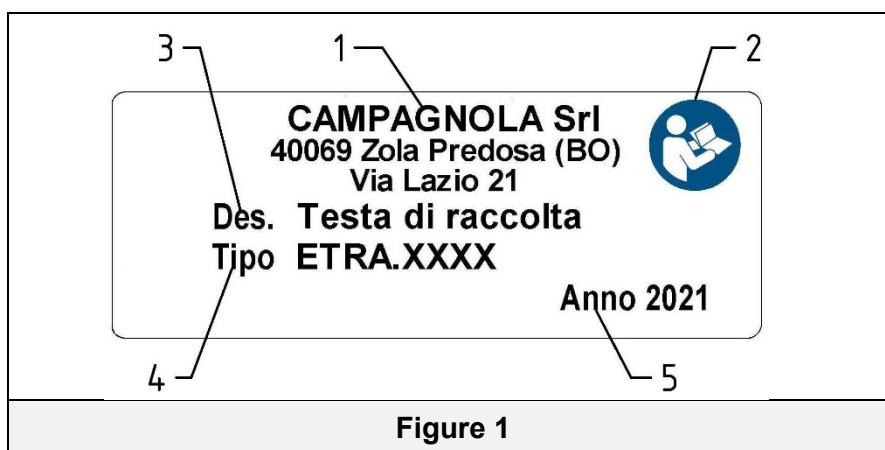 3 1 2
CAMPAGNOLA Srl
40069 Zola Predosa (BO)
Via Lazio 21
Des. Testa di raccolta
Tipo ETRA.XXXX
Anno 2021
4 5
Figure 1